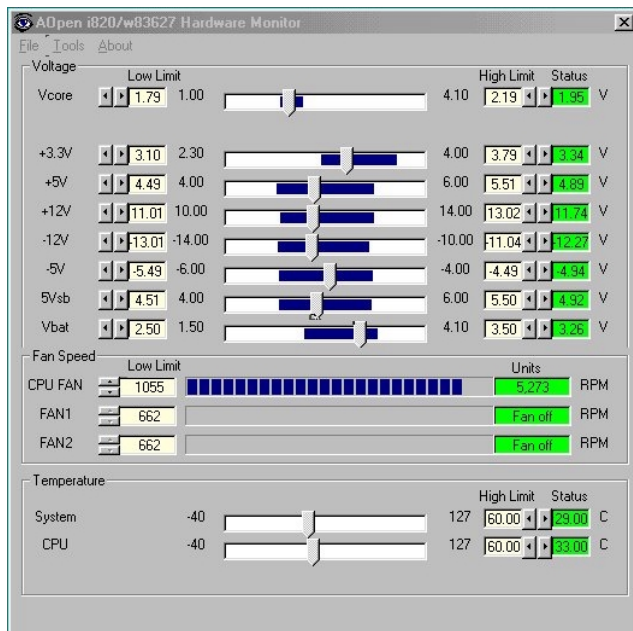 AOpen i820/w83627 Hardware Monitor
File Tools About
Voltage
Low Limit High Limit Status
Vcore 1.79 1.00 4.10 2.19 1.95 V
+3.3V 3.10 2.30 4.00 3.79 3.34 V
+5V 4.49 4.00 6.00 5.51 4.89 V
+12V 11.01 10.00 14.00 13.02 11.74 V
-12V -13.01 -14.00 -10.00 -11.04 -12.27 V
-5V -5.49 -6.00 -4.00 -4.49 -4.94 V
5Vsb 4.51 4.00 6.00 5.50 4.92 V
Vbat 2.50 1.50 4.10 3.50 3.26 V
Fan Speed
Low Limit Units
CPU FAN 1055 5,273 RPM
FAN1 662 Fan off RPM
FAN2 662 Fan off RPM
Temperature
High Limit Status
System -40 127 60.00 29.00 C
CPU -40 127 60.00 33.00 C